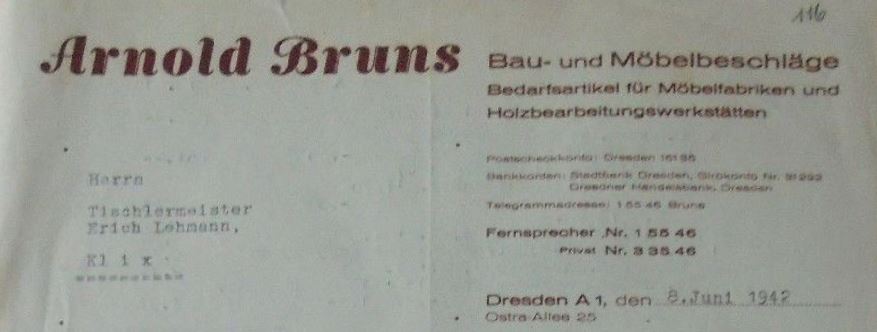 116
Arnold Bruns
Bau- und Möbelbeschläge
Bedarfsartikel für Möbelfabriken und
Holzbearbeitungswerkstätten
Postscheckkonto: Dresden 161 35
Bankkonten: Stadtbank Dresden, Girokonto Nr.
Dresdner Handelsbank, Dresden
Telegrammadresse: 1 55 46 Bruns
Fernsprecher Nr. 1 55 46
Privat Nr. 3 35 46
Herrn
Tischlermeister
Erich Lehmann,
Kl i x
Dresden A 1, den 8.Juni 1942
Ostra-Allee 25